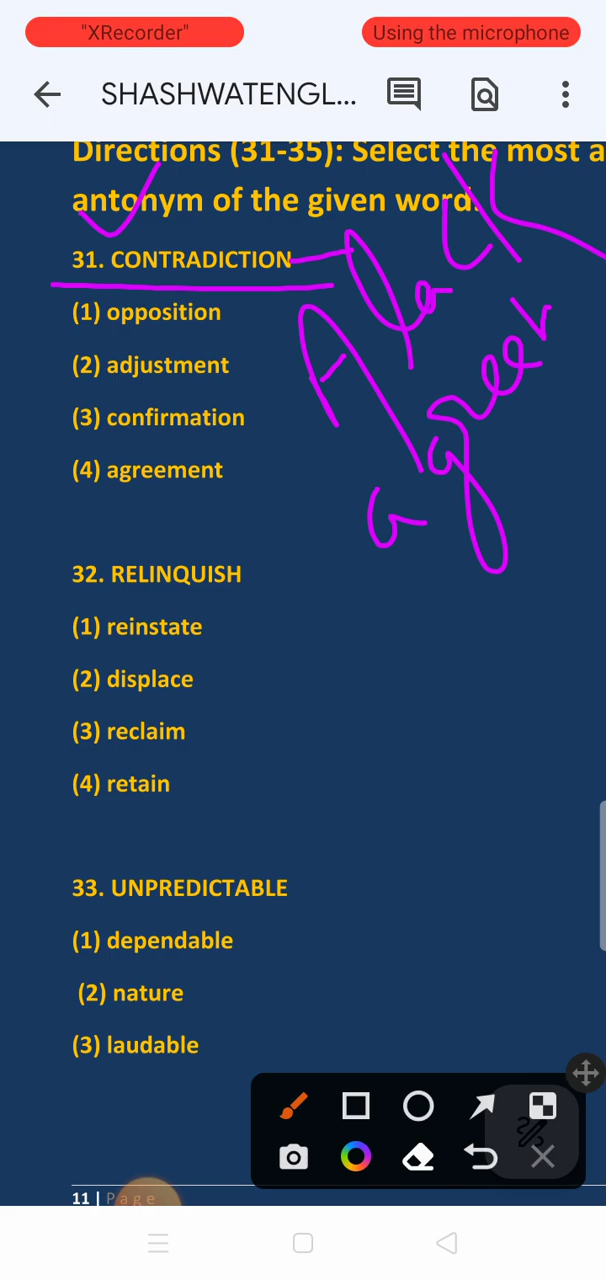 "XRecorder"
Using the microphone
SHASHWATENGL...
Directions (31-35): Select the most a
antonym of the given word.
31. CONTRADICTION
(1) opposition
(2) adjustment
(3) confirmation
(4) agreement
32. RELINQUISH
(1) reinstate
(2) displace
(3) reclaim
(4) retain
33. UNPREDICTABLE
(1) dependable
(2) nature
(3) laudable
11 | Page